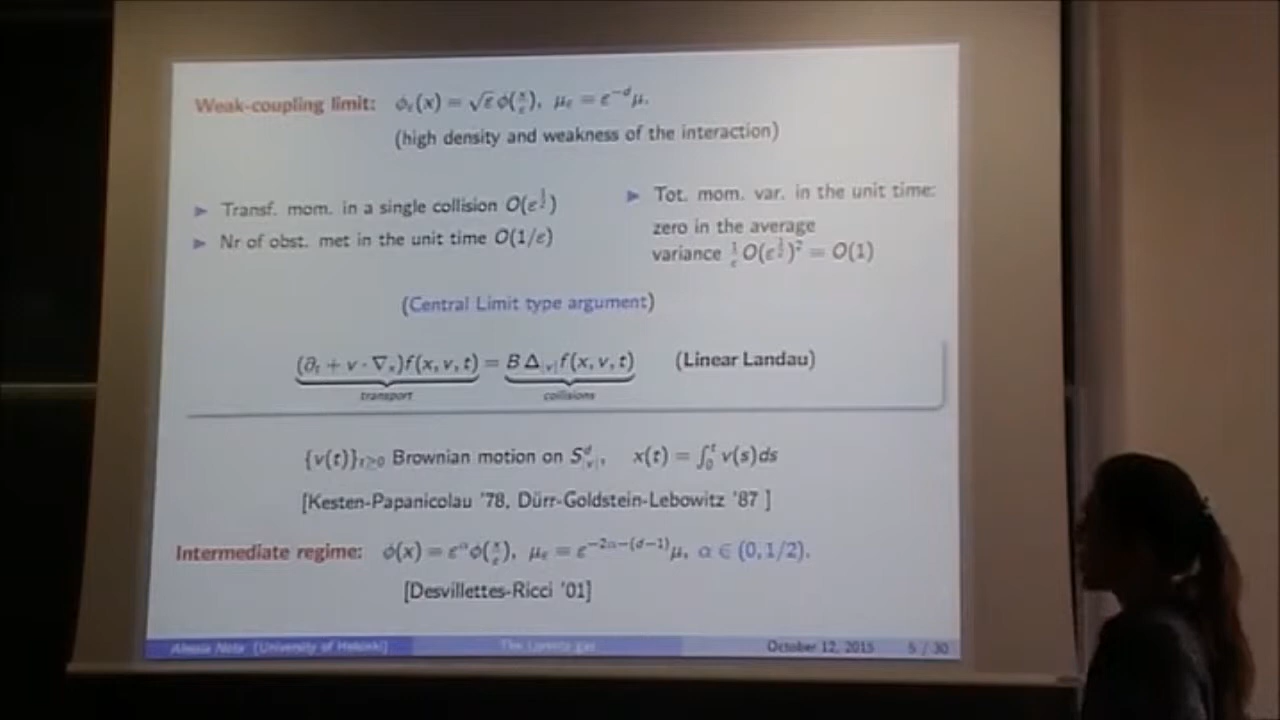 Weak-coupling limit: ϕ_ε(x) = √ε ϕ(x/ε), μ_ε = ε^{-d} μ.
(high density and weakness of the interaction)
► Transf. mom. in a single collision O(ε^{1/2})
► Nr of obst. met in the unit time O(1/ε)
► Tot. mom. var. in the unit time:
zero in the average
variance 1/ε O(ε^{1/2})² = O(1)
(Central Limit type argument)
(∂_t + v · ∇_x)f(x, v, t) = B Δ_{|v|} f(x, v, t) (Linear Landau)
transport collisions
{v(t)}_{t≥0} Brownian motion on S^d_{|v|}, x(t) = ∫_0^t v(s)ds
[Kesten-Papanicolau '78, Dürr-Goldstein-Lebowitz '87 ]
Intermediate regime: ϕ(x) = ε^α ϕ(x/ε), μ_ε = ε^{-2α-(d-1)} μ, α ∈ (0, 1/2).
[Desvillettes-Ricci '01]
Alessia Nota (University of Helsinki) The Lorentz gas October 12, 2015 5 / 30